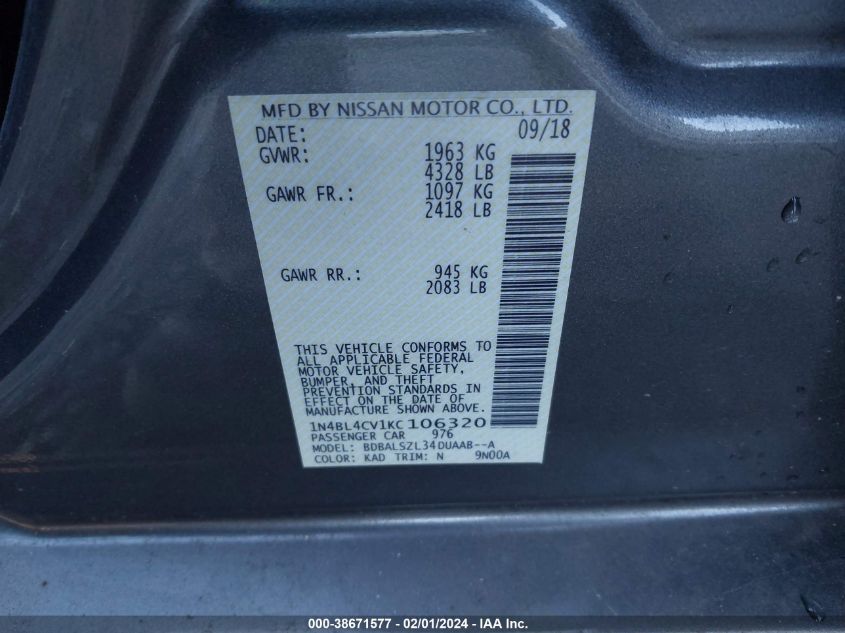 MFD BY NISSAN MOTOR CO., LTD.
DATE: 09/18
GVWR: 1963 KG
4328 LB
GAWR FR.: 1097 KG
2418 LB
GAWR RR.: 945 KG
2083 LB
THIS VEHICLE CONFORMS TO
ALL APPLICABLE FEDERAL
MOTOR VEHICLE SAFETY,
BUMPER, AND THEFT
PREVENTION STANDARDS IN
EFFECT ON THE DATE OF
MANUFACTURE SHOWN ABOVE.
1N4BL4CV1KC106320
PASSENGER CAR 976
MODEL: BDBALSZL34DUAAB--A
COLOR: KAD TRIM: N 9N00A
000-38671577 - 02/01/2024 - IAA Inc.